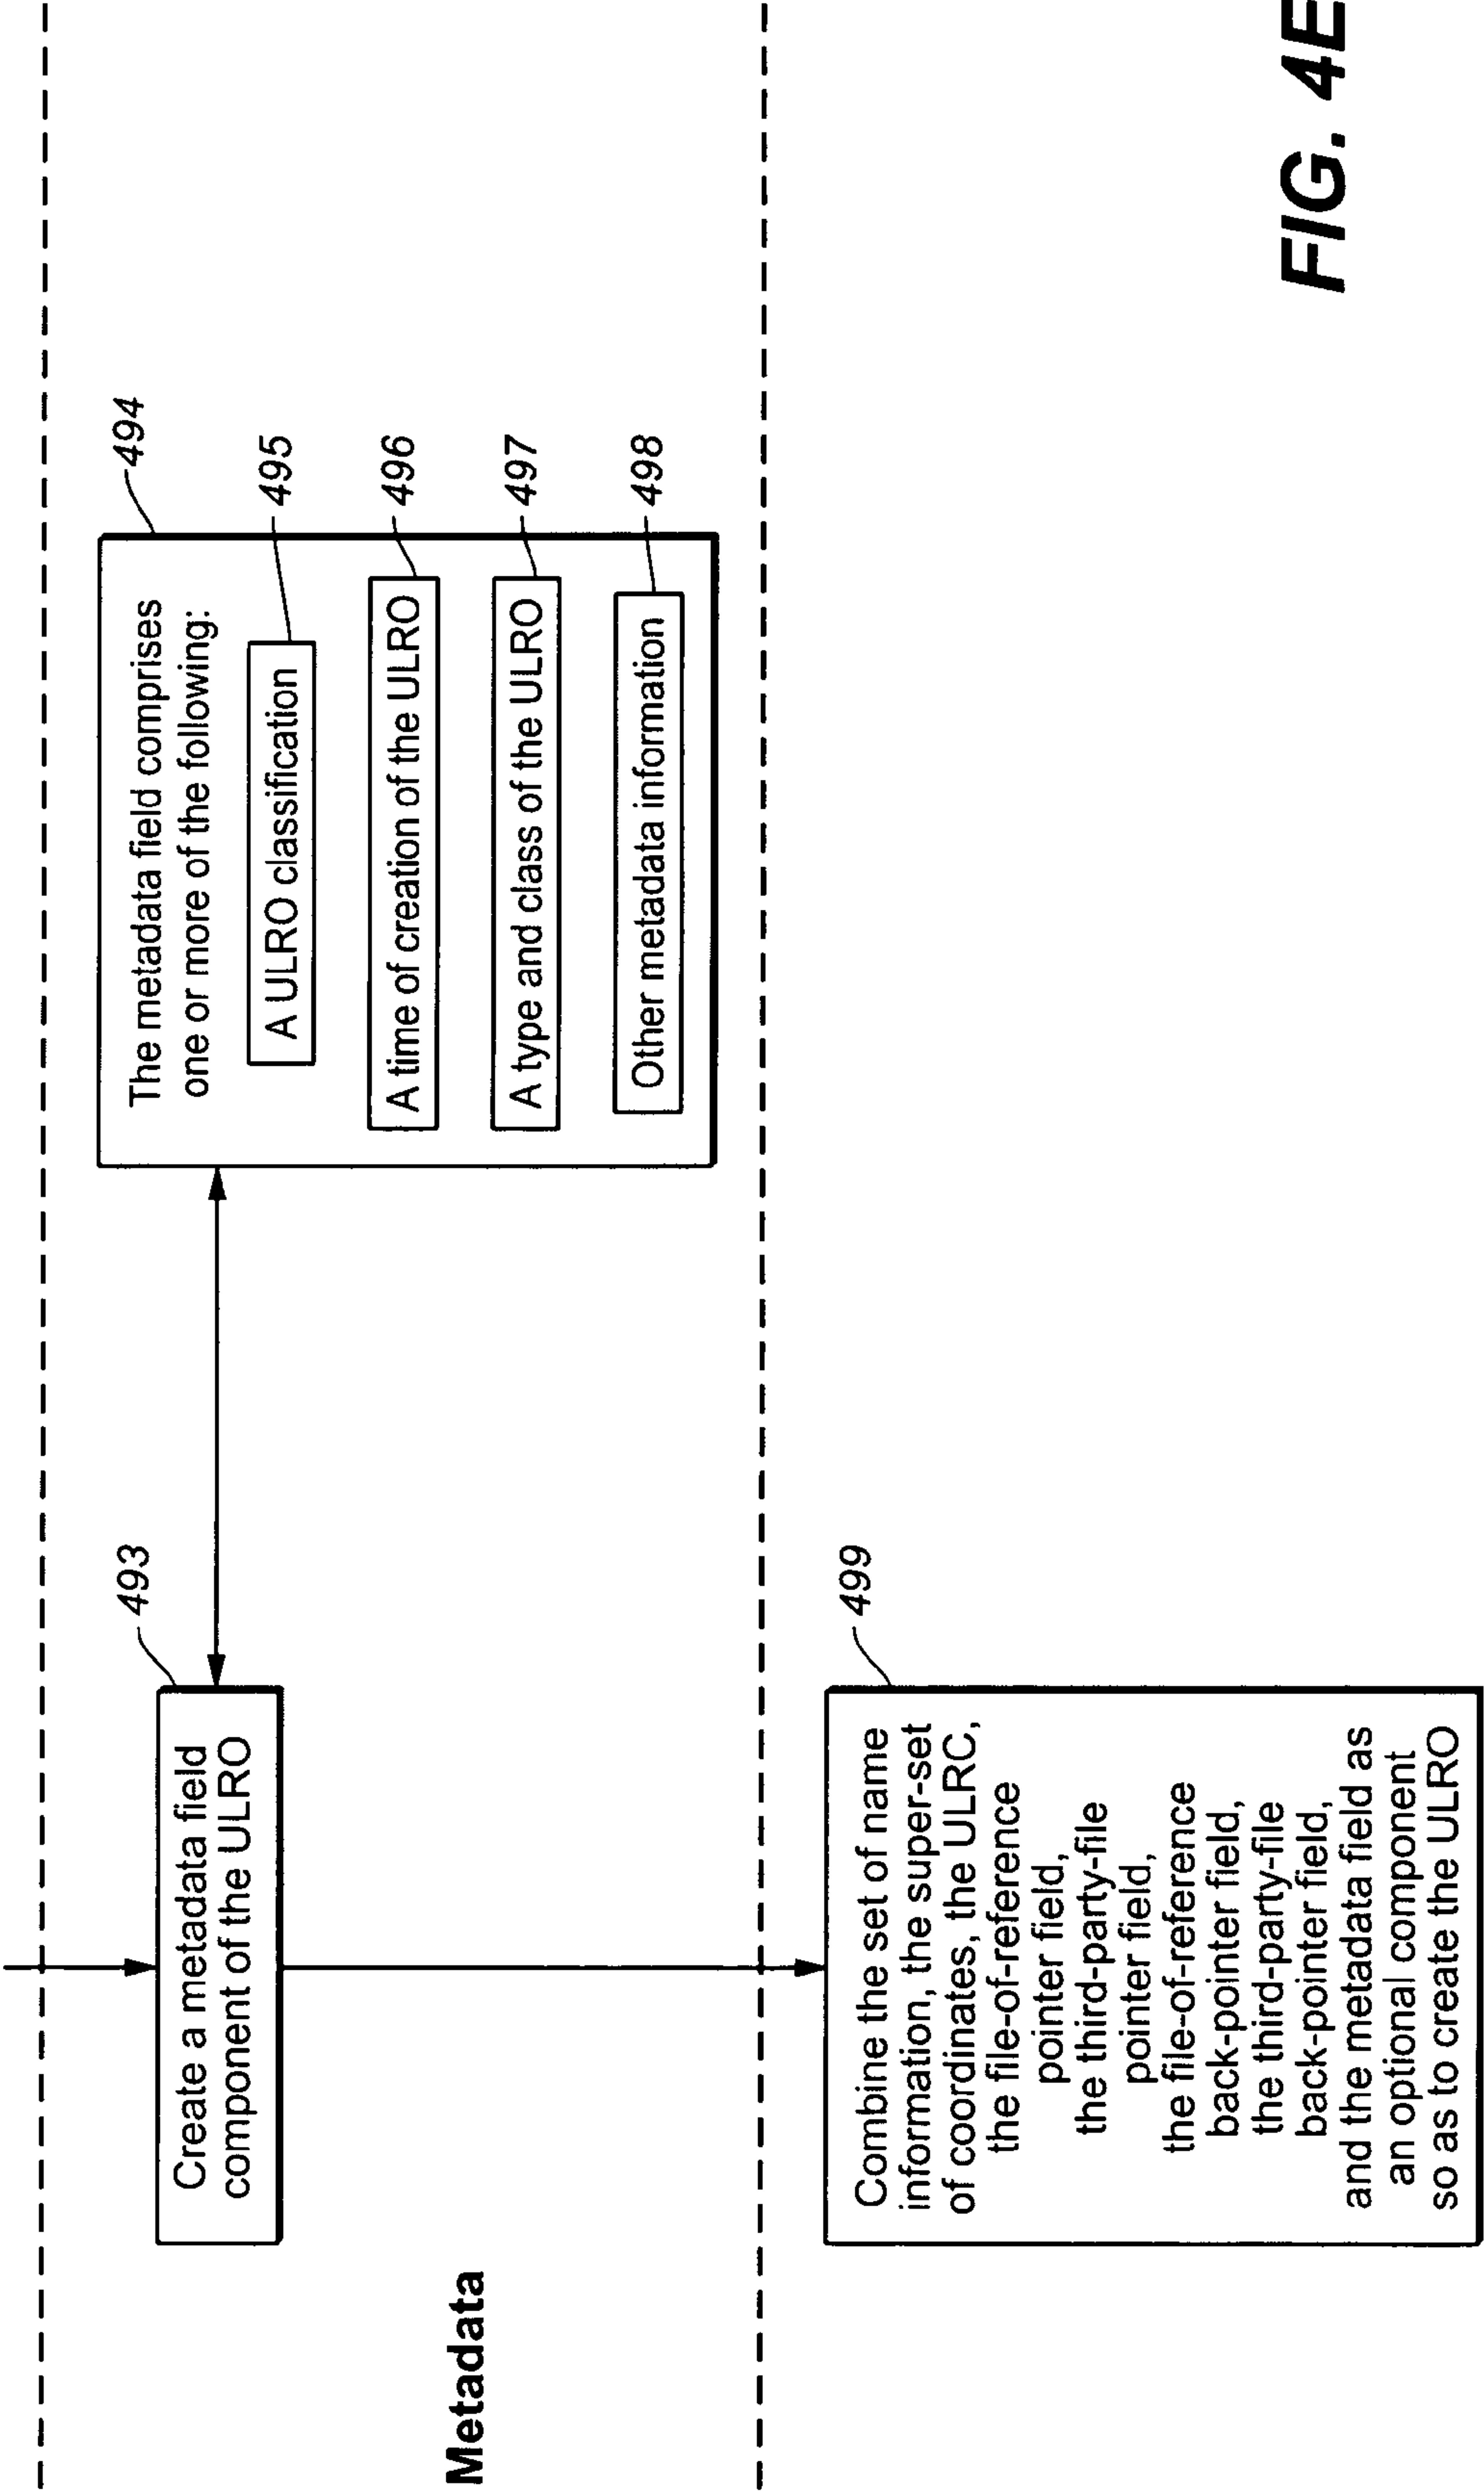 Metadata
493
Create a metadata field
component of the ULRO
494
The metadata field comprises
one or more of the following:
495
A ULRO classification
496
A time of creation of the ULRO
497
A type and class of the ULRO
498
Other metadata information
499
Combine the set of name
information, the super-set
of coordinates, the ULRC,
the file-of-reference
pointer field,
the third-party-file
pointer field,
the file-of-reference
back-pointer field,
the third-party-file
back-pointer field,
and the metadata field as
an optional component
so as to create the ULRO
FIG. 4E